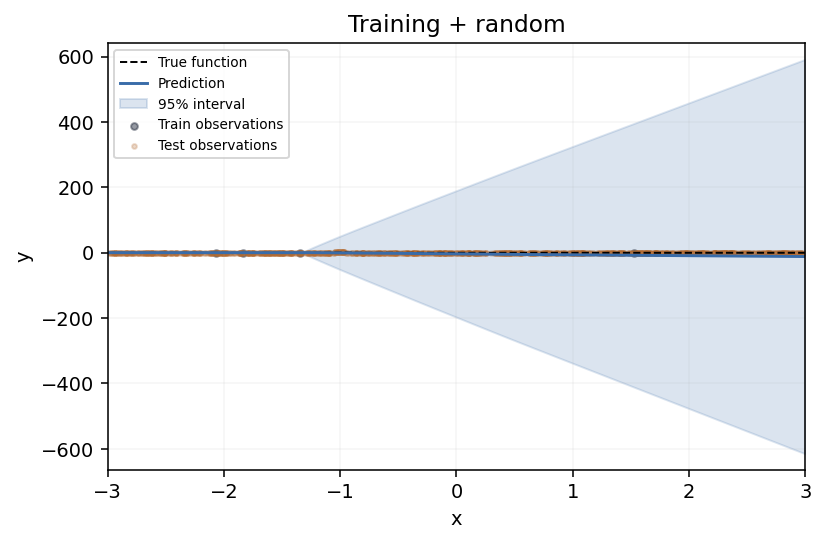 Training + random
600
400
200
0
−200
−400
−600
y
True function
Prediction
95% interval
Train observations
Test observations
−3
−2
−1
0
1
2
3
x